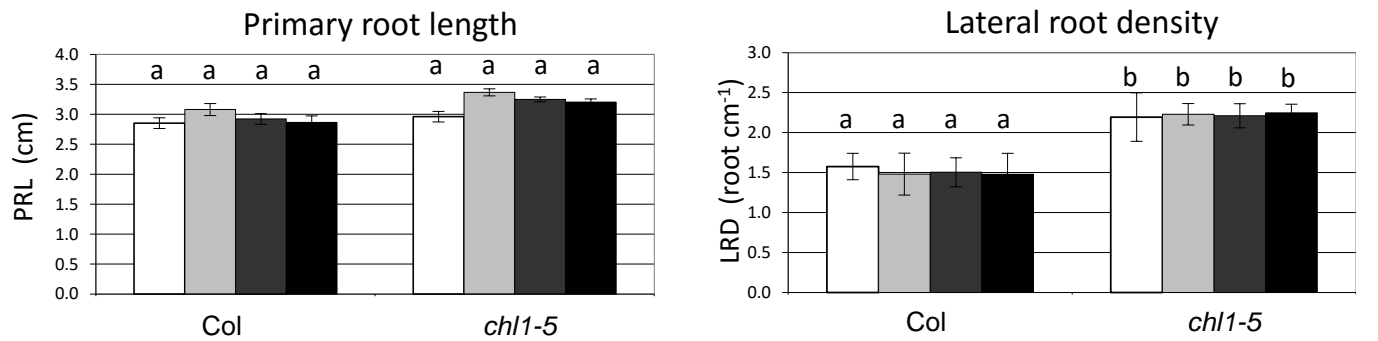 Primary root length
4.0
3.5
3.0
2.5
2.0
1.5
1.0
0.5
0.0
PRL (cm)
a a a a a a a a
Col chl1-5
Lateral root density
3.0
2.5
2.0
1.5
1.0
0.5
0.0
LRD (root cm-1)
a a a a b b b b
Col chl1-5